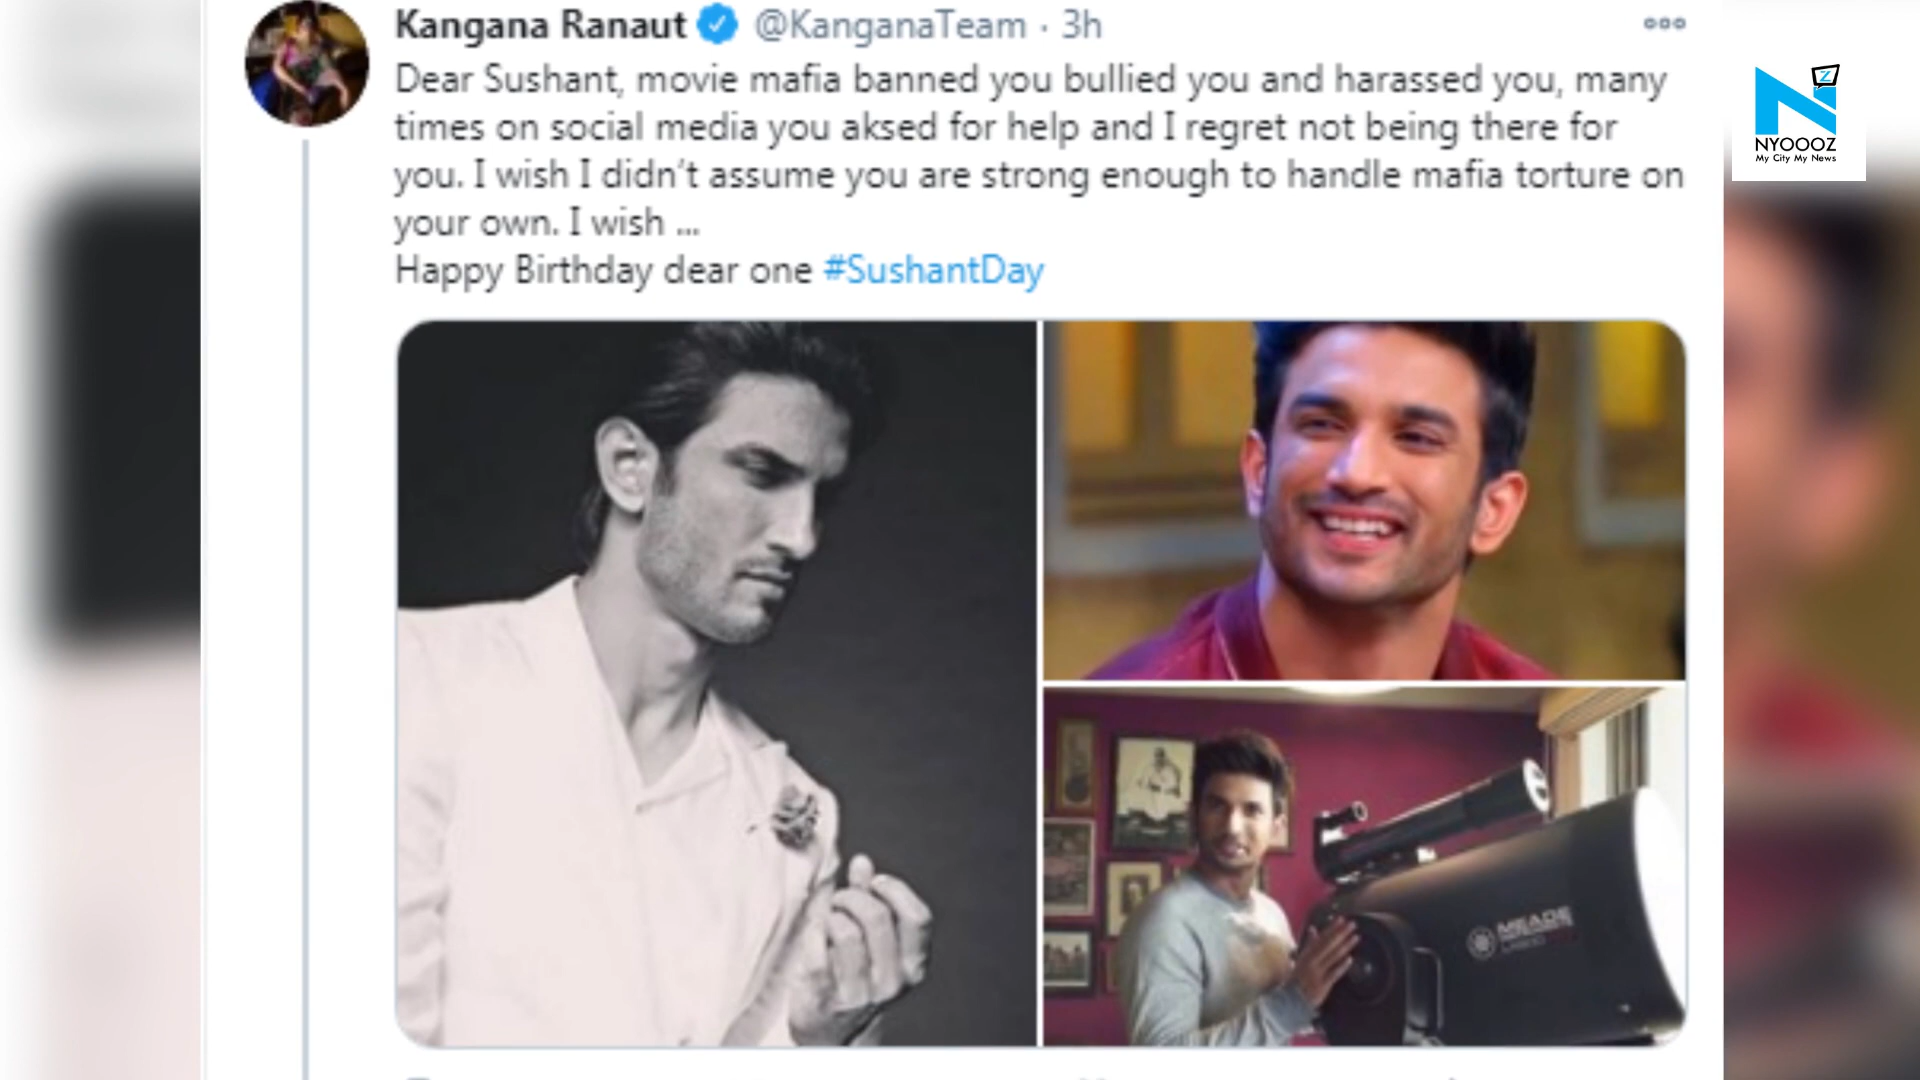 Kangana Ranaut @KanganaTeam · 3h
Dear Sushant, movie mafia banned you bullied you and harassed you, many
times on social media you aksed for help and I regret not being there for
you. I wish I didn't assume you are strong enough to handle mafia torture on
your own. I wish ...
Happy Birthday dear one #SushantDay
NYOOOZ
My City My News
MEADE